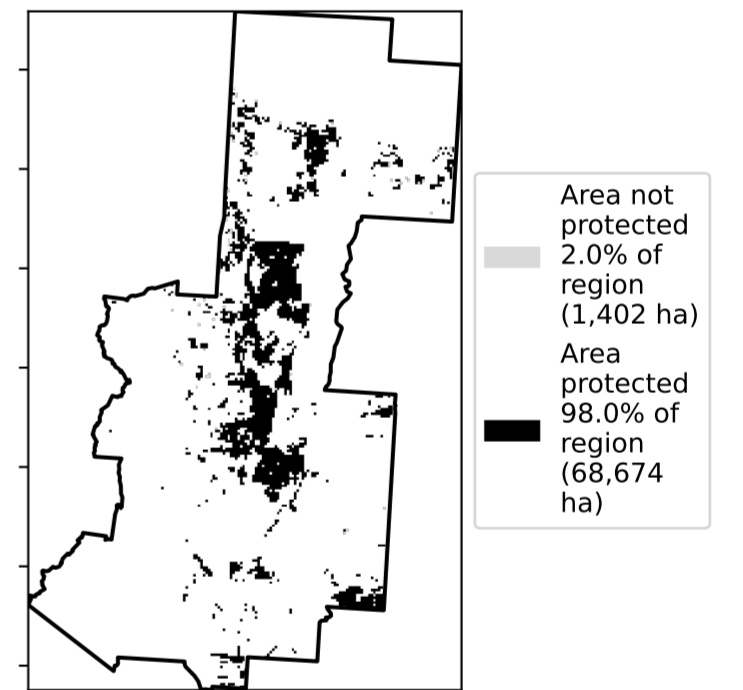 Area not
protected
2.0% of
region
(1,402 ha)
Area
protected
98.0% of
region
(68,674
ha)